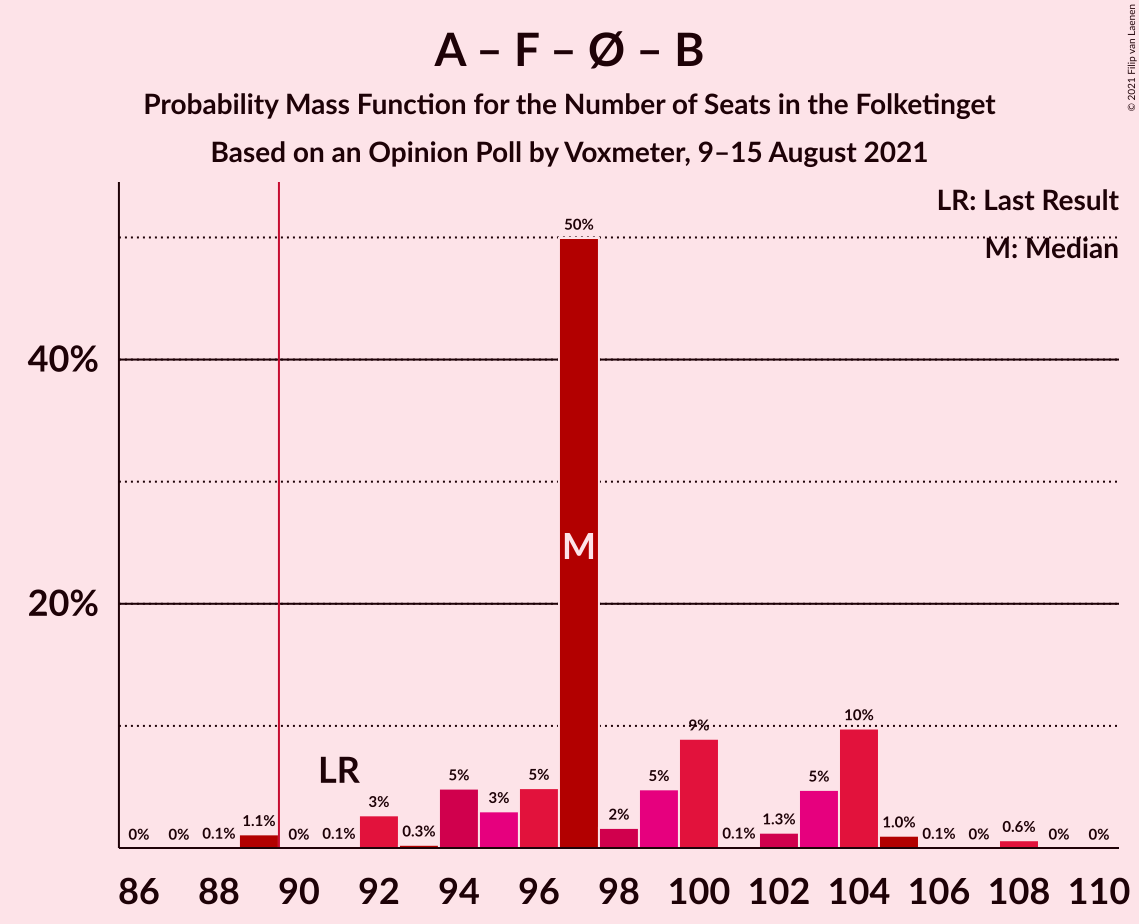 A – F – Ø – B
Probability Mass Function for the Number of Seats in the Folketinget
Based on an Opinion Poll by Voxmeter, 9–15 August 2021
© 2021 Filip van Laenen
LR: Last Result
M: Median
50%
40%
20%
M
LR
0% 0% 0.1% 1.1% 0% 0.1% 3% 0.3% 5% 3% 5% 2% 5% 9% 0.1% 1.3% 5% 10% 1.0% 0.1% 0% 0.6% 0% 0%
86 88 90 92 94 96 98 100 102 104 106 108 110